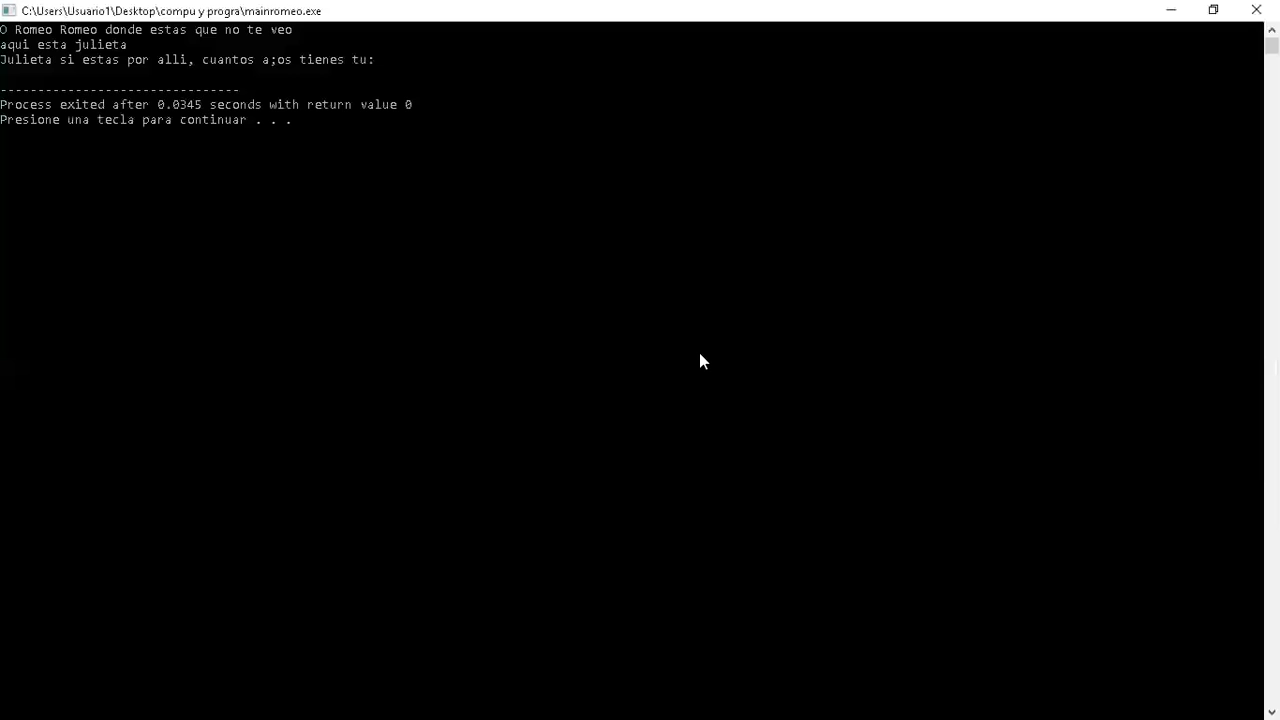 C:\Users\Usuario1\Desktop\compu y progra\mainromeo.exe
O Romeo Romeo donde estas que no te veo
aqui esta julieta
Julieta si estas por alli, cuantos a;os tienes tu:
--------------------------------
Process exited after 0.0345 seconds with return value 0
Presione una tecla para continuar . . .